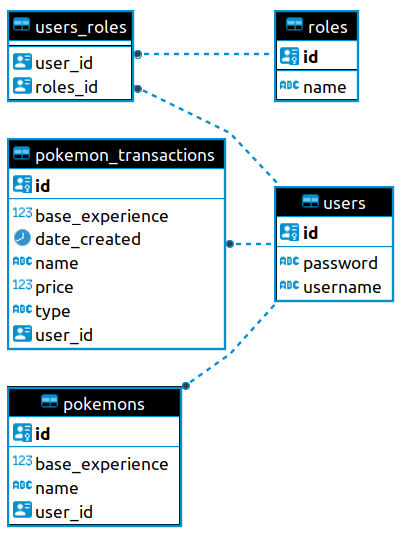 users_roles
user_id
roles_id
roles
id
ABC name
pokemon_transactions
id
123 base_experience
date_created
ABC name
123 price
ABC type
user_id
users
id
ABC password
ABC username
pokemons
id
123 base_experience
ABC name
user_id